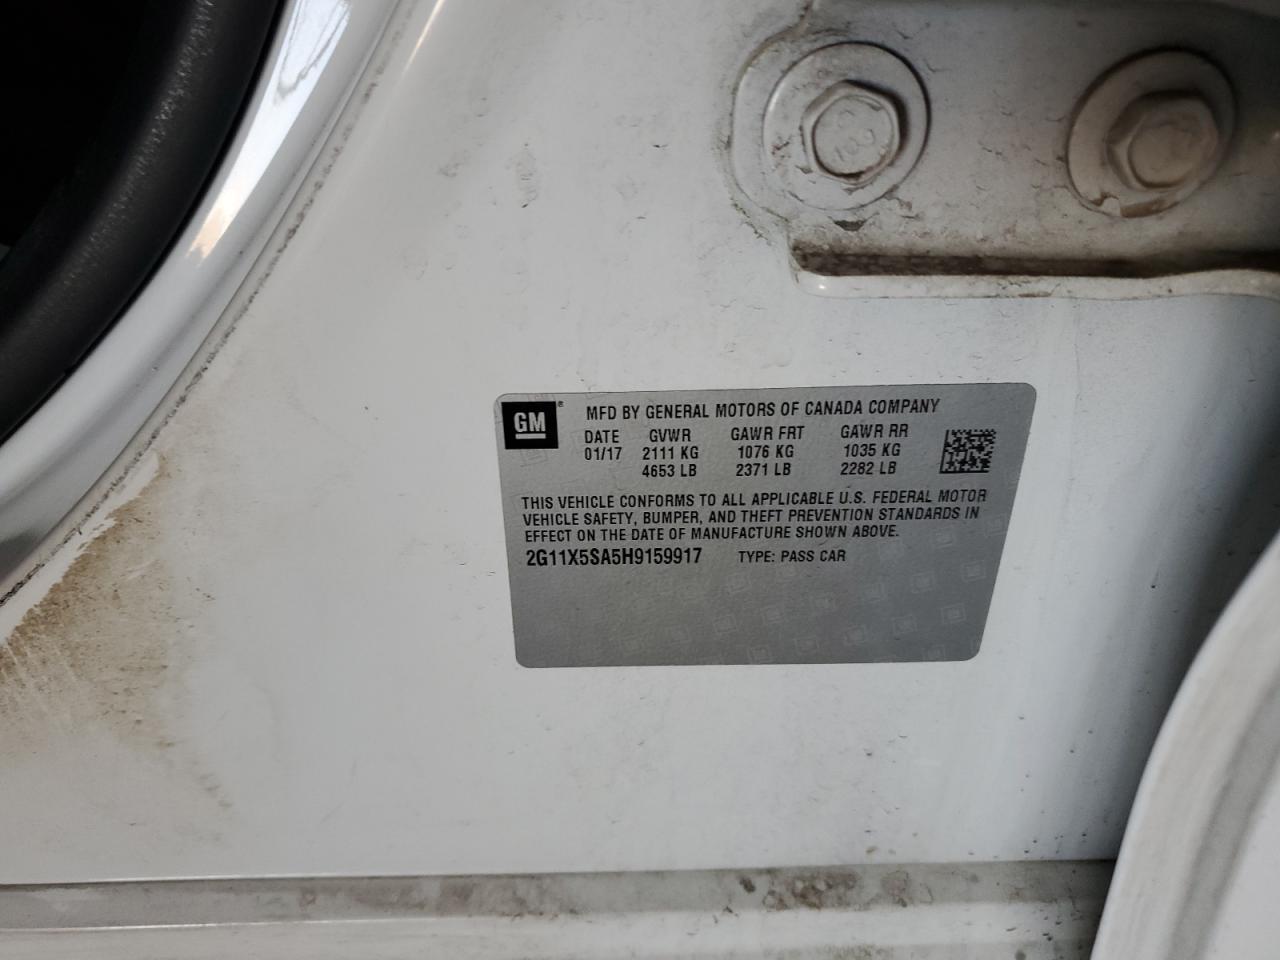 GM®
MFD BY GENERAL MOTORS OF CANADA COMPANY
DATE GVWR GAWR FRT GAWR RR
01/17 2111 KG 1076 KG 1035 KG
4653 LB 2371 LB 2282 LB
THIS VEHICLE CONFORMS TO ALL APPLICABLE U.S. FEDERAL MOTOR
VEHICLE SAFETY, BUMPER, AND THEFT PREVENTION STANDARDS IN
EFFECT ON THE DATE OF MANUFACTURE SHOWN ABOVE.
2G11X5SA5H9159917 TYPE: PASS CAR